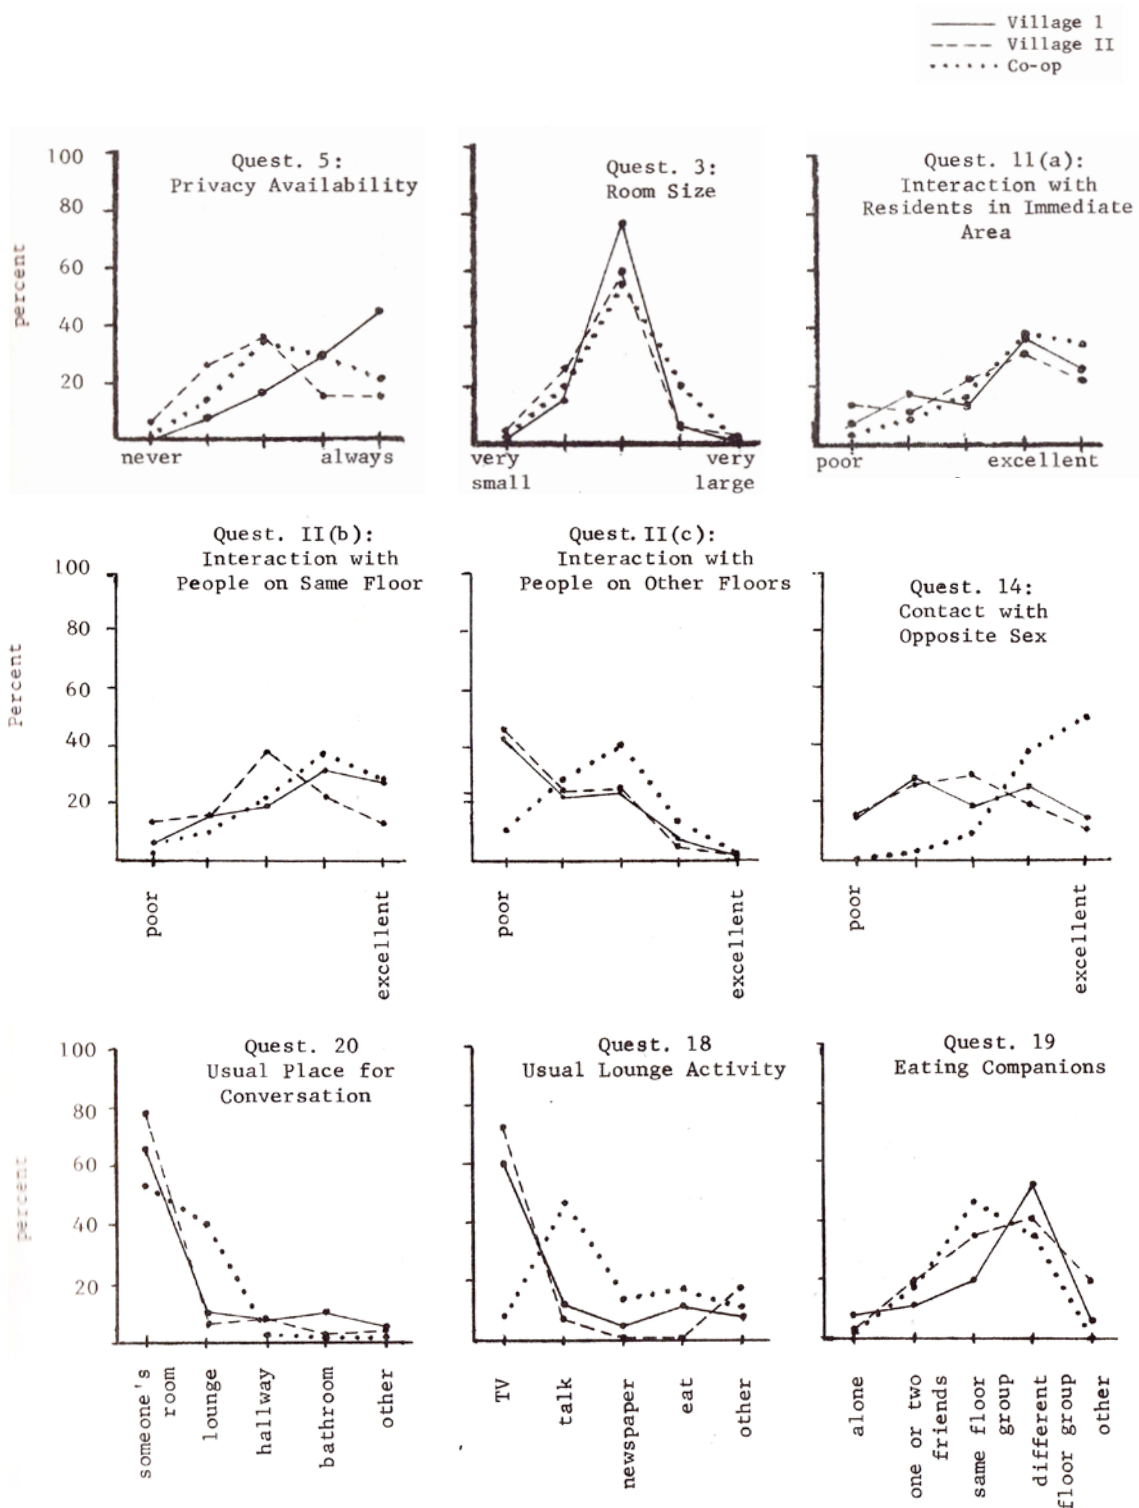 Village 1
Village II
Co-op
Quest. 5:
Privacy Availability
Quest. 3:
Room Size
Quest. 11(a):
Interaction with
Residents in Immediate
Area
percent
100
80
60
40
20
never
always
very
small
very
large
poor
excellent
Quest. II(b):
Interaction with
People on Same Floor
Quest. II(c):
Interaction with
People on Other Floors
Quest. 14:
Contact with
Opposite Sex
Percent
100
80
60
40
20
poor
excellent
poor
excellent
poor
excellent
Quest. 20
Usual Place for
Conversation
Quest. 18
Usual Lounge Activity
Quest. 19
Eating Companions
percent
100
80
60
40
20
someone's
room
lounge
hallway
bathroom
other
TV
talk
newspaper
eat
other
alone
one or two
friends
same floor
group
different
floor group
other